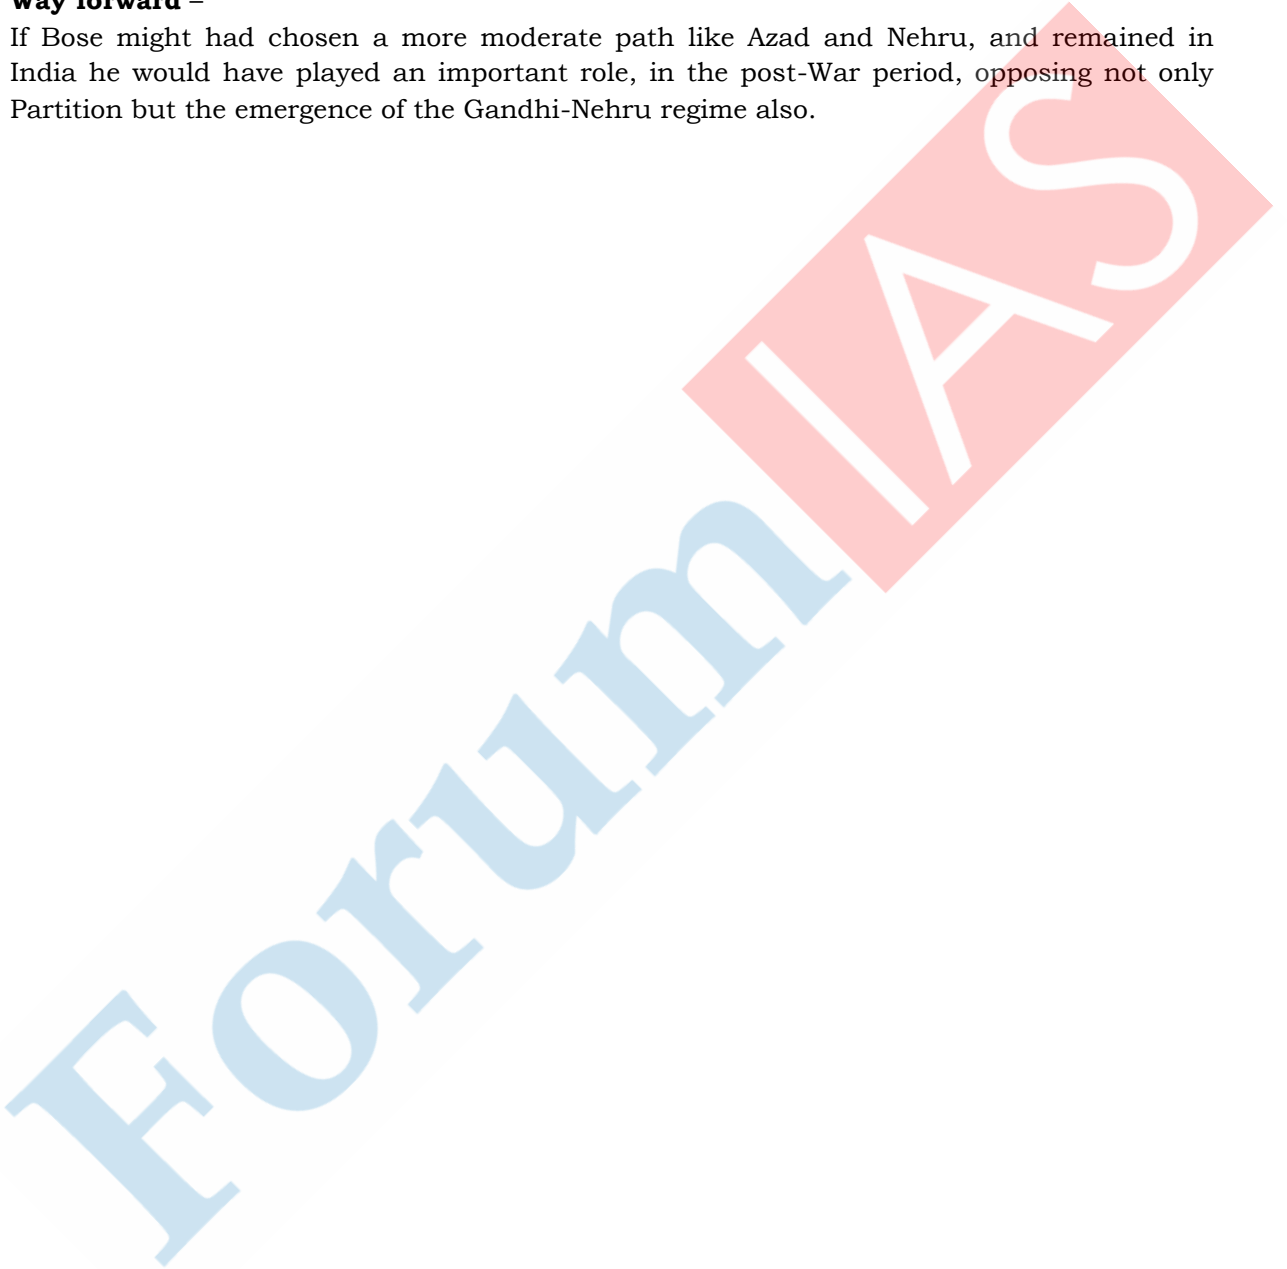 Way forward –
If Bose might had chosen a more moderate path like Azad and Nehru, and remained in
India he would have played an important role, in the post-War period, opposing not only
Partition but the emergence of the Gandhi-Nehru regime also.
ForumIAS